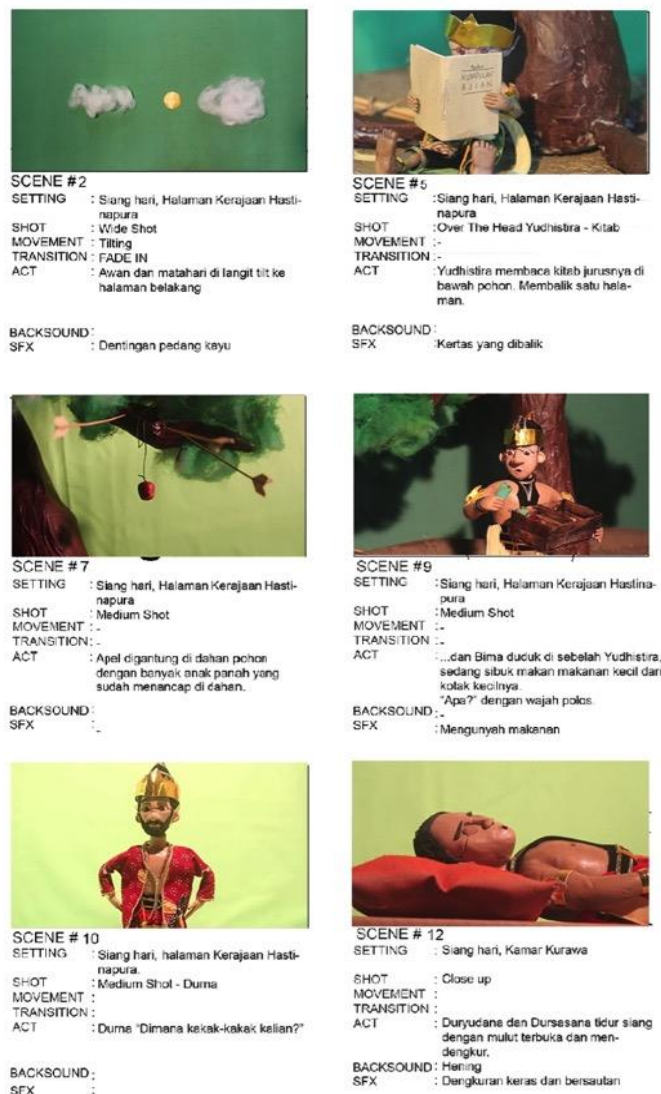 KUMPULAN
SCENE #2
SETTING : Siang hari, Halaman Kerajaan Hasti-
napura
SHOT : Wide Shot
MOVEMENT : Tilting
TRANSITION : FADE IN
ACT : Awan dan matahari di langit tilt ke
halaman belakang
BACKSOUND :
SFX : Dentingan pedang kayu
SCENE #5
SETTING :Siang hari, Halaman Kerajaan Hasti-
napura
SHOT :Over The Head Yudhistira - Kitab
MOVEMENT :-
TRANSITION :-
ACT :Yudhistira membaca kitab jurusnya di
bawah pohon. Membalik satu hala-
man.
BACKSOUND :
SFX :Kertas yang dibalik
SCENE #7
SETTING : Siang hari, Halaman Kerajaan Hasti-
napura
SHOT : Medium Shot
MOVEMENT : -
TRANSITION: -
ACT : Apel digantung di dahan pohon
dengan banyak anak panah yang
sudah menancap di dahan.
BACKSOUND :
SFX : -
SCENE #9
SETTING : Siang hari, Halaman Kerajaan Hastina-
pura
SHOT : Medium Shot
MOVEMENT : -
TRANSITION : -
ACT : ...dan Bima duduk di sebelah Yudhistira,
sedang sibuk makan makanan kecil dari
kotak kecilnya.
"Apa?" dengan wajah polos.
BACKSOUND : -
SFX : Mengunyah makanan
SCENE # 10
SETTING : Siang hari, halaman Kerajaan Hasti-
napura.
SHOT : Medium Shot - Durna
MOVEMENT :
TRANSITION :
ACT : Durna "Dimana kakak-kakak kalian?"
BACKSOUND :
SFX :
SCENE # 12
SETTING : Siang hari, Kamar Kurawa
SHOT : Close up
MOVEMENT :
TRANSITION :
ACT : Duryudana dan Dursasana tidur siang
dengan mulut terbuka dan men-
dengkur.
BACKSOUND : Hening
SFX : Dengkuran keras dan bersautan